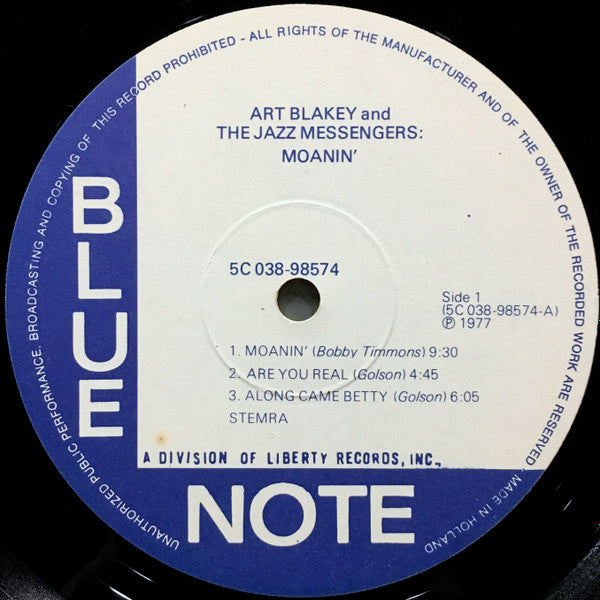 UNAUTHORIZED PUBLIC PERFORMANCE, BROADCASTING AND COPYING OF THIS RECORD PROHIBITED - ALL RIGHTS OF THE MANUFACTURER AND OF THE OWNER OF THE RECORDED WORK ARE RESERVED
MADE IN HOLLAND
ART BLAKEY and
THE JAZZ MESSENGERS:
MOANIN'
5C 038-98574
Side 1
(5C 038-98574-A)
℗ 1977
1. MOANIN' (Bobby Timmons) 9:30
2. ARE YOU REAL (Golson) 4:45
3. ALONG CAME BETTY (Golson) 6:05
STEMRA
A DIVISION OF LIBERTY RECORDS, INC.,
BLUE
NOTE